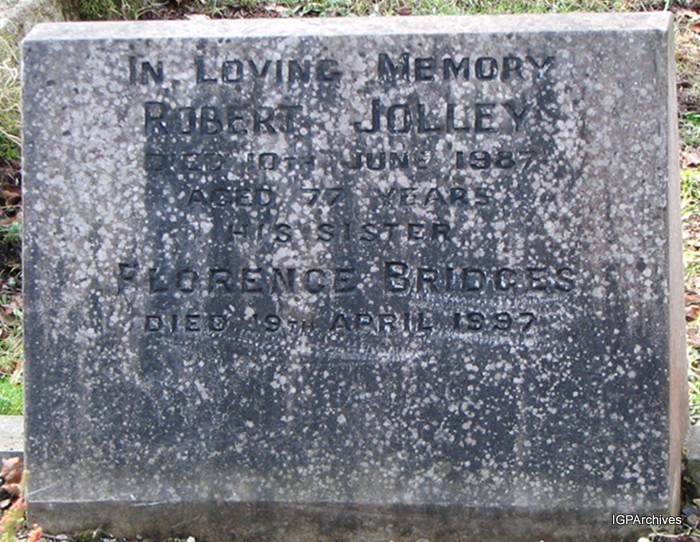 IN LOVING MEMORY
ROBERT JOLLEY
DIED 10TH JUNE 1987
AGED 77 YEARS
HIS SISTER
FLORENCE BRIDGES
DIED 19TH APRIL 1997
IGPArchives